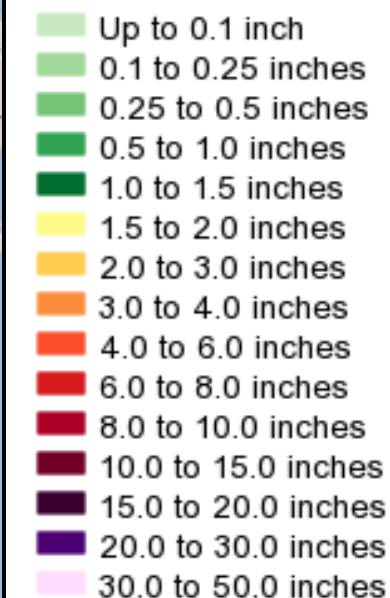 Up to 0.1 inch
0.1 to 0.25 inches
0.25 to 0.5 inches
0.5 to 1.0 inches
1.0 to 1.5 inches
1.5 to 2.0 inches
2.0 to 3.0 inches
3.0 to 4.0 inches
4.0 to 6.0 inches
6.0 to 8.0 inches
8.0 to 10.0 inches
10.0 to 15.0 inches
15.0 to 20.0 inches
20.0 to 30.0 inches
30.0 to 50.0 inches